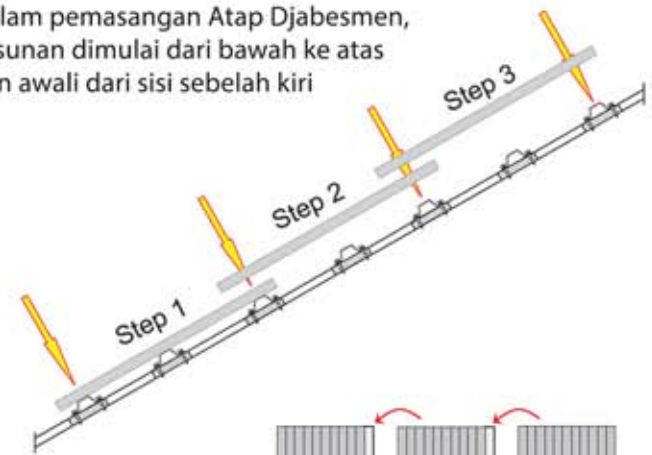 lam pemasangan Atap Djabesmen,
sunan dimulai dari bawah ke atas
n awali dari sisi sebelah kiri
Step 3
Step 2
Step 1